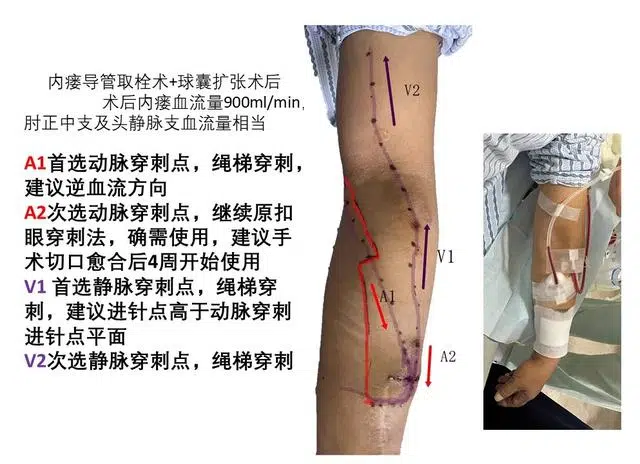 内瘘导管取栓术+球囊扩张术后
术后内瘘血流量900ml/min,
肘正中支及头静脉支血流量相当
A1首选动脉穿刺点，绳梯穿刺，
建议逆血流方向
A2次选动脉穿刺点，继续原扣
眼穿刺法，确需使用，建议手
术切口愈合后4周开始使用
V1 首选静脉穿刺点，绳梯穿
刺，建议进针点高于动脉穿刺
进针点平面
V2次选静脉穿刺点，绳梯穿刺
V2
V1
A1
A2